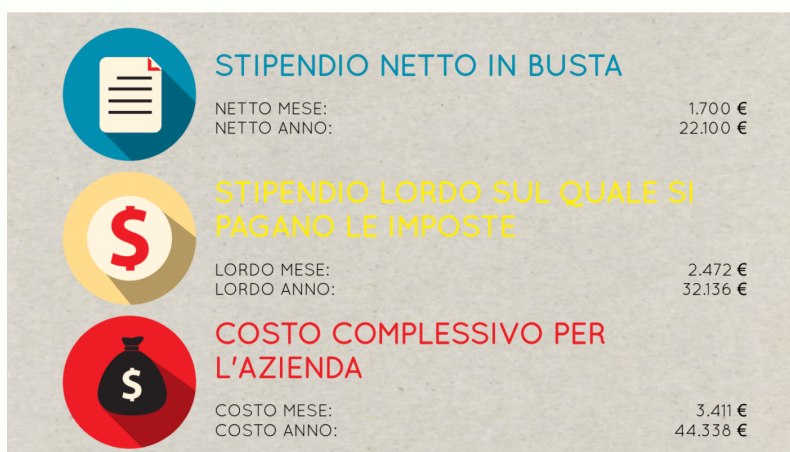 STIPENDIO NETTO IN BUSTA
NETTO MESE: 1.700 €
NETTO ANNO: 22.100 €
$
STIPENDIO LORDO SUL QUALE SI
PAGANO LE IMPOSTE
LORDO MESE: 2.472 €
LORDO ANNO: 32.136 €
$
COSTO COMPLESSIVO PER
L'AZIENDA
COSTO MESE: 3.411 €
COSTO ANNO: 44.338 €